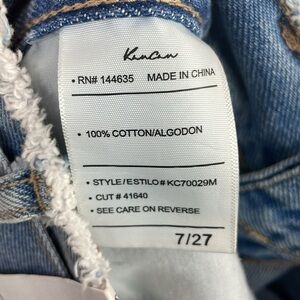 KanCan
• RN# 144635 MADE IN CHINA
• 100% COTTON/ALGODON
• STYLE/ESTILO# KC70029M
• CUT # 41640
• SEE CARE ON REVERSE
7/27